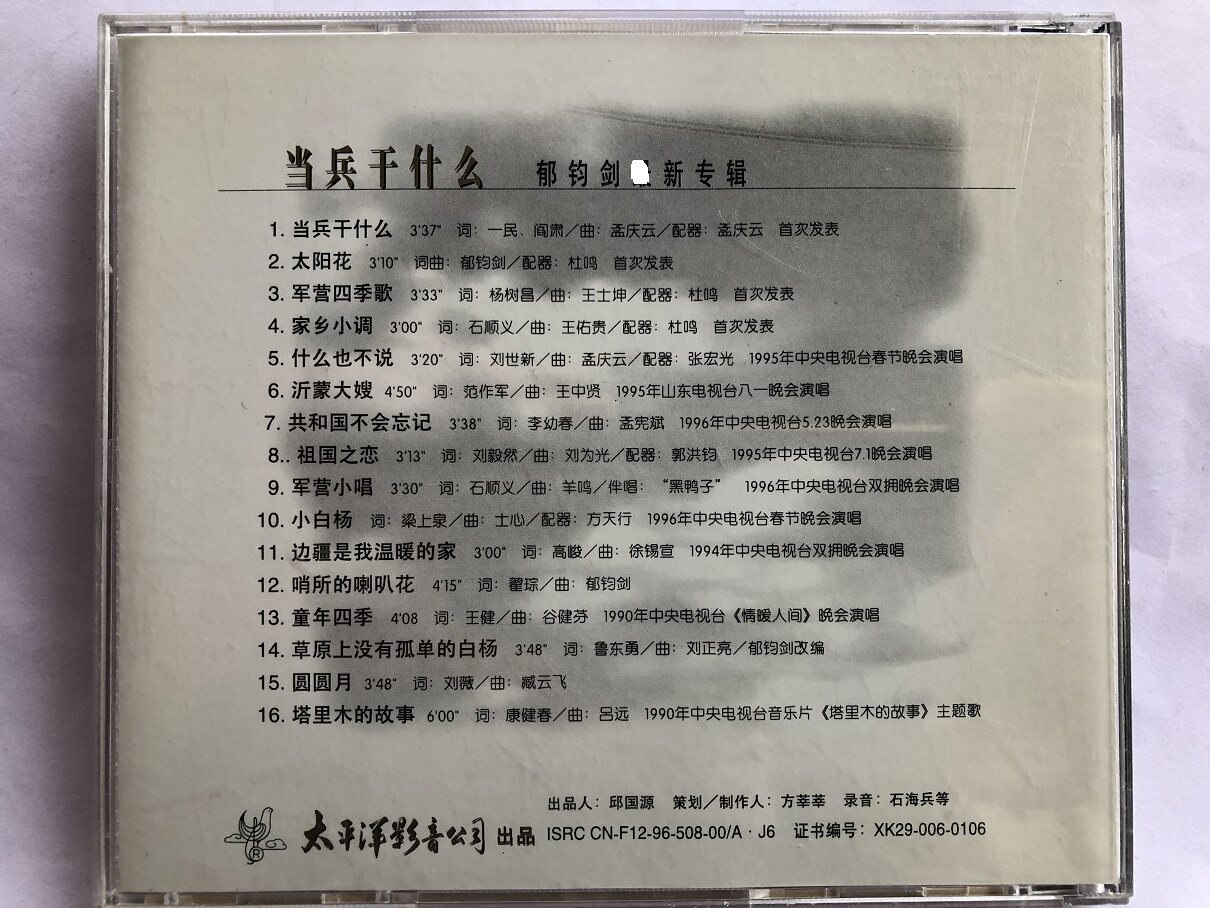 当兵干什么 郁钧剑 新专辑
1. 当兵干什么 3'37" 词：一民、阎肃／曲：孟庆云／配器：孟庆云 首次发表
2. 太阳花 3'10" 词曲：郁钧剑／配器：杜鸣 首次发表
3. 军营四季歌 3'33" 词：杨树昌／曲：王士坤／配器：杜鸣 首次发表
4. 家乡小调 3'00" 词：石顺义／曲：王佑贵／配器：杜鸣 首次发表
5. 什么也不说 3'20" 词：刘世新／曲：孟庆云／配器：张宏光 1995年中央电视台春节晚会演唱
6. 沂蒙大嫂 4'50" 词：范作军／曲：王中贤 1995年山东电视台八一晚会演唱
7. 共和国不会忘记 3'38" 词：李幼春／曲：孟宪斌 1996年中央电视台5.23晚会演唱
8.. 祖国之恋 3'13" 词：刘毅然／曲：刘为光／配器：郭洪钧 1995年中央电视台7.1晚会演唱
9. 军营小唱 3'30" 词：石顺义／曲：羊鸣／伴唱：“黑鸭子” 1996年中央电视台双拥晚会演唱
10. 小白杨 词：梁上泉／曲：士心／配器：方天行 1996年中央电视台春节晚会演唱
11. 边疆是我温暖的家 3'00" 词：高峻／曲：徐锡宣 1994年中央电视台双拥晚会演唱
12. 哨所的喇叭花 4'15" 词：翟琮／曲：郁钧剑
13. 童年四季 4'08 词：王健／曲：谷健芬 1990年中央电视台《情暖人间》晚会演唱
14. 草原上没有孤单的白杨 3'48" 词：鲁东勇／曲：刘正亮／郁钧剑改编
15. 圆圆月 3'48" 词：刘薇／曲：臧云飞
16. 塔里木的故事 6'00" 词：康健春／曲：吕远 1990年中央电视台音乐片《塔里木的故事》主题歌
出品人：邱国源 策划／制作人：方莘莘 录音：石海兵等
太平洋影音公司 出品 ISRC CN-F12-96-508-00/A · J6 证书编号：XK29-006-0106